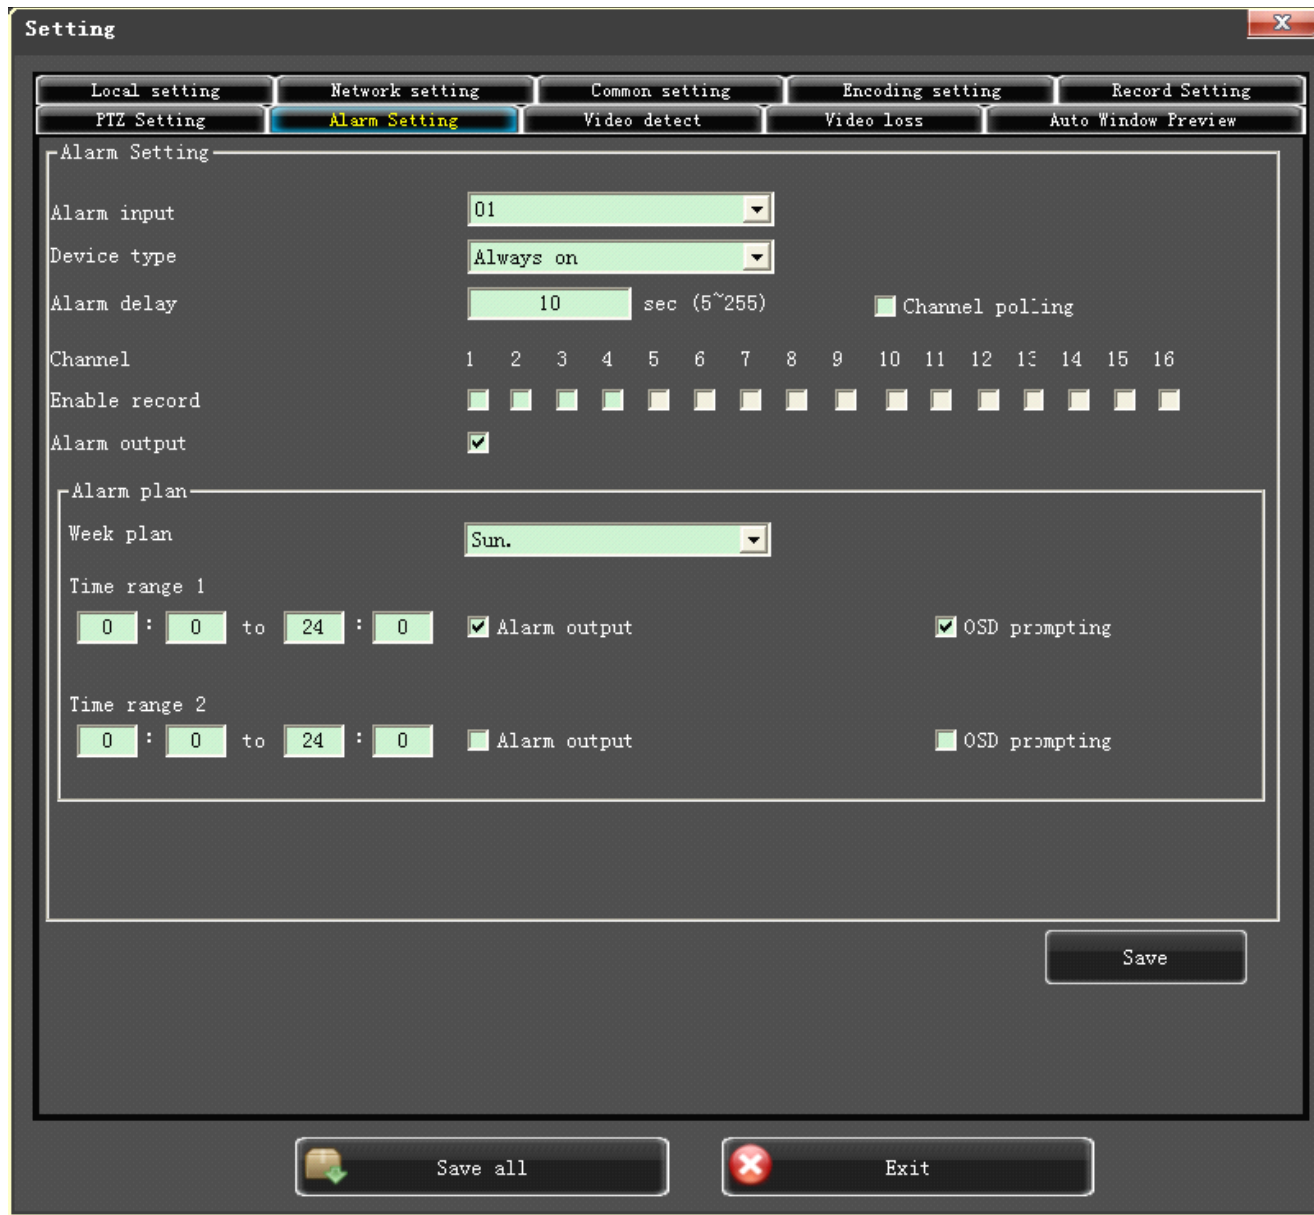 Setting
Local setting Network setting Common setting Encoding setting Record Setting
PTZ Setting Alarm Setting Video detect Video loss Auto Window Preview
Alarm Setting
Alarm input 01
Device type Always on
Alarm delay 10 sec (5~255) Channel polling
Channel 1 2 3 4 5 6 7 8 9 10 11 12 13 14 15 16
Enable record
Alarm output
Alarm plan
Week plan Sun.
Time range 1
0 : 0 to 24 : 0 Alarm output OSD prompting
Time range 2
0 : 0 to 24 : 0 Alarm output OSD prompting
Save
Save all Exit